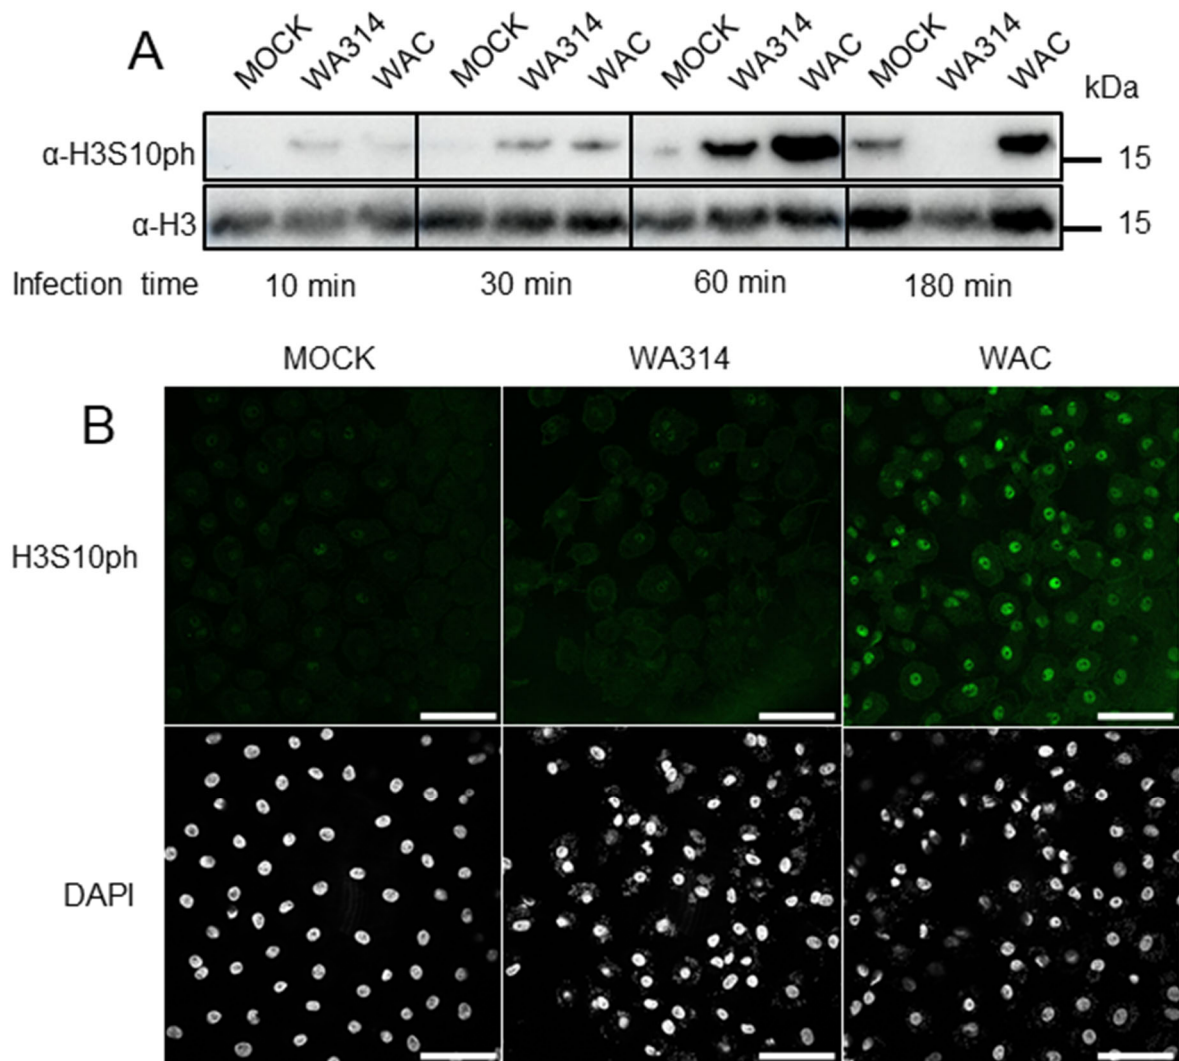 A
MOCK WA314 WAC MOCK WA314 WAC MOCK WA314 WAC MOCK WA314 WAC
kDa
α-H3S10ph 15
α-H3 15
Infection time 10 min 30 min 60 min 180 min
MOCK WA314 WAC
B
H3S10ph
DAPI